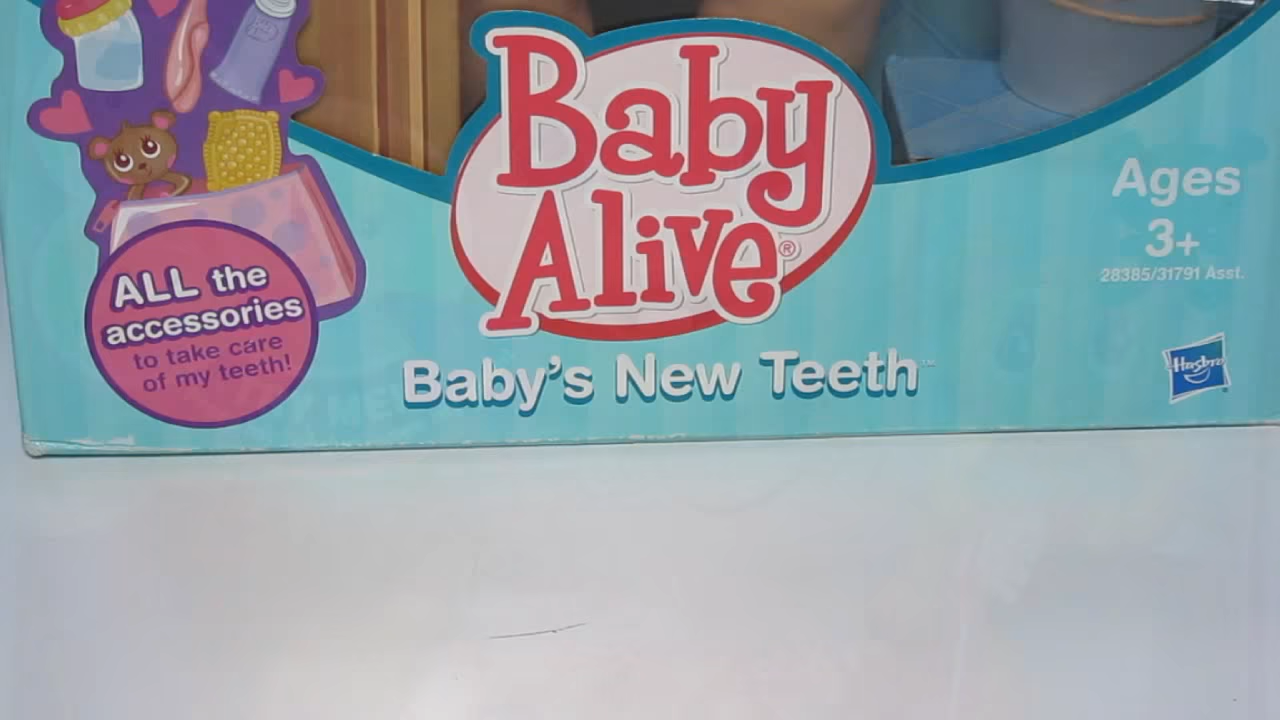 Baby
Alive®
Baby's New Teeth™
ALL the
accessories
to take care
of my teeth!
Ages
3+
28385/31791 Asst.
Hasbro